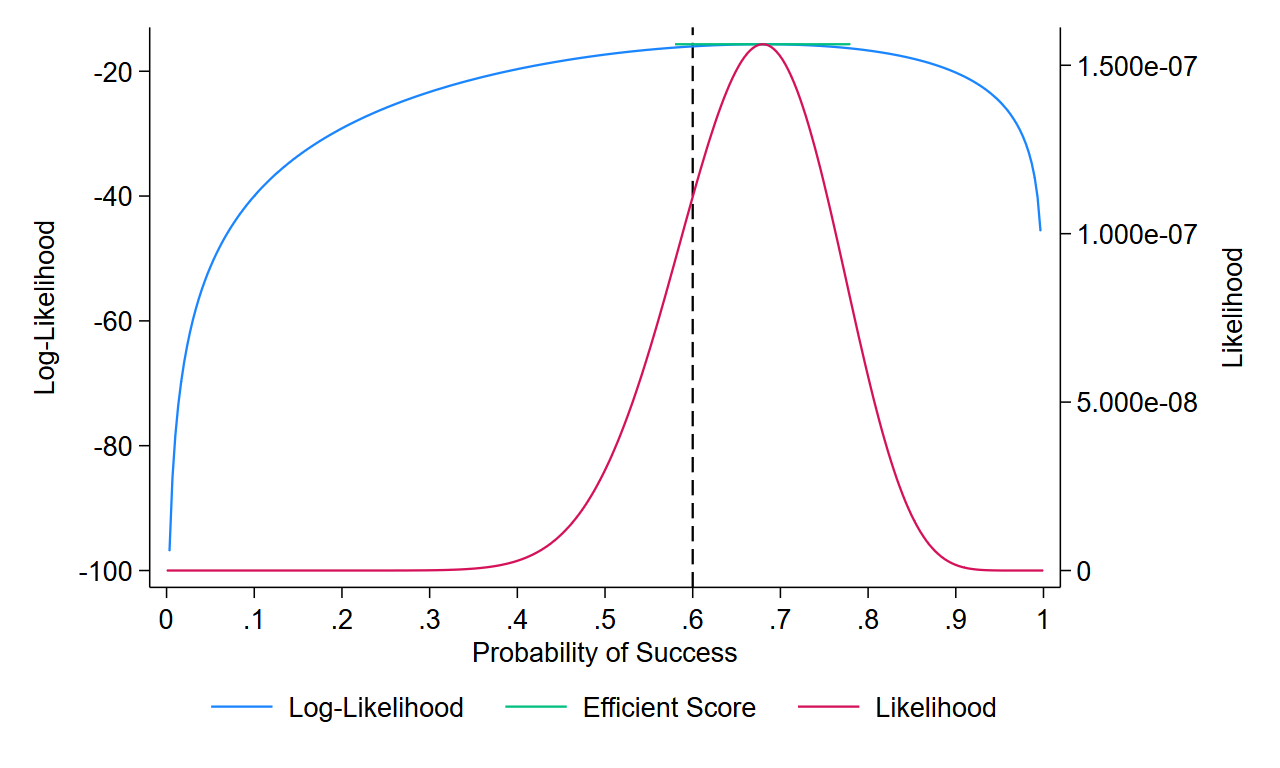 Log-Likelihood
-20
-40
-60
-80
-100
1.500e-07
1.000e-07
5.000e-08
0
Likelihood
0 .1 .2 .3 .4 .5 .6 .7 .8 .9 1
Probability of Success
Log-Likelihood Efficient Score Likelihood